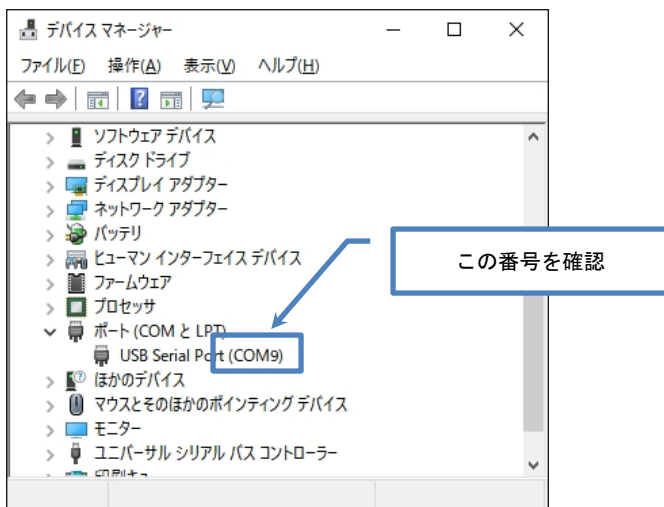 デバイス マネージャー
ファイル(F) 操作(A) 表示(V) ヘルプ(H)
ソフトウェア デバイス
ディスク ドライブ
ディスプレイ アダプター
ネットワーク アダプター
バッテリ
ヒューマン インターフェイス デバイス
この番号を確認
ファームウェア
プロセッサ
ポート (COM と LPT)
USB Serial Port (COM9)
ほかのデバイス
マウスとそのほかのポインティング デバイス
モニター
ユニバーサル シリアル バス コントローラー